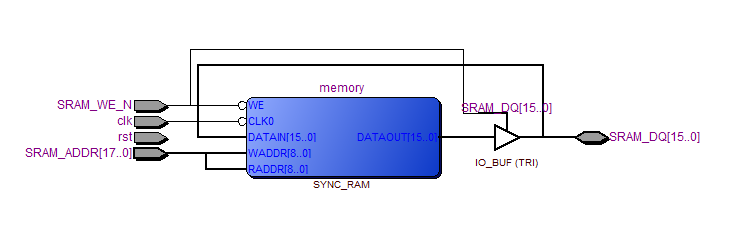 memory
SRAM_WE_N
WE
SRAM_DQ[15..0]
clk
CLK0
rst
DATAIN[15..0]
DATAOUT[15..0]
SRAM_DQ[15..0]
SRAM_ADDR[17..0]
WADDR[8..0]
IO_BUF (TRI)
RADDR[8..0]
SYNC_RAM